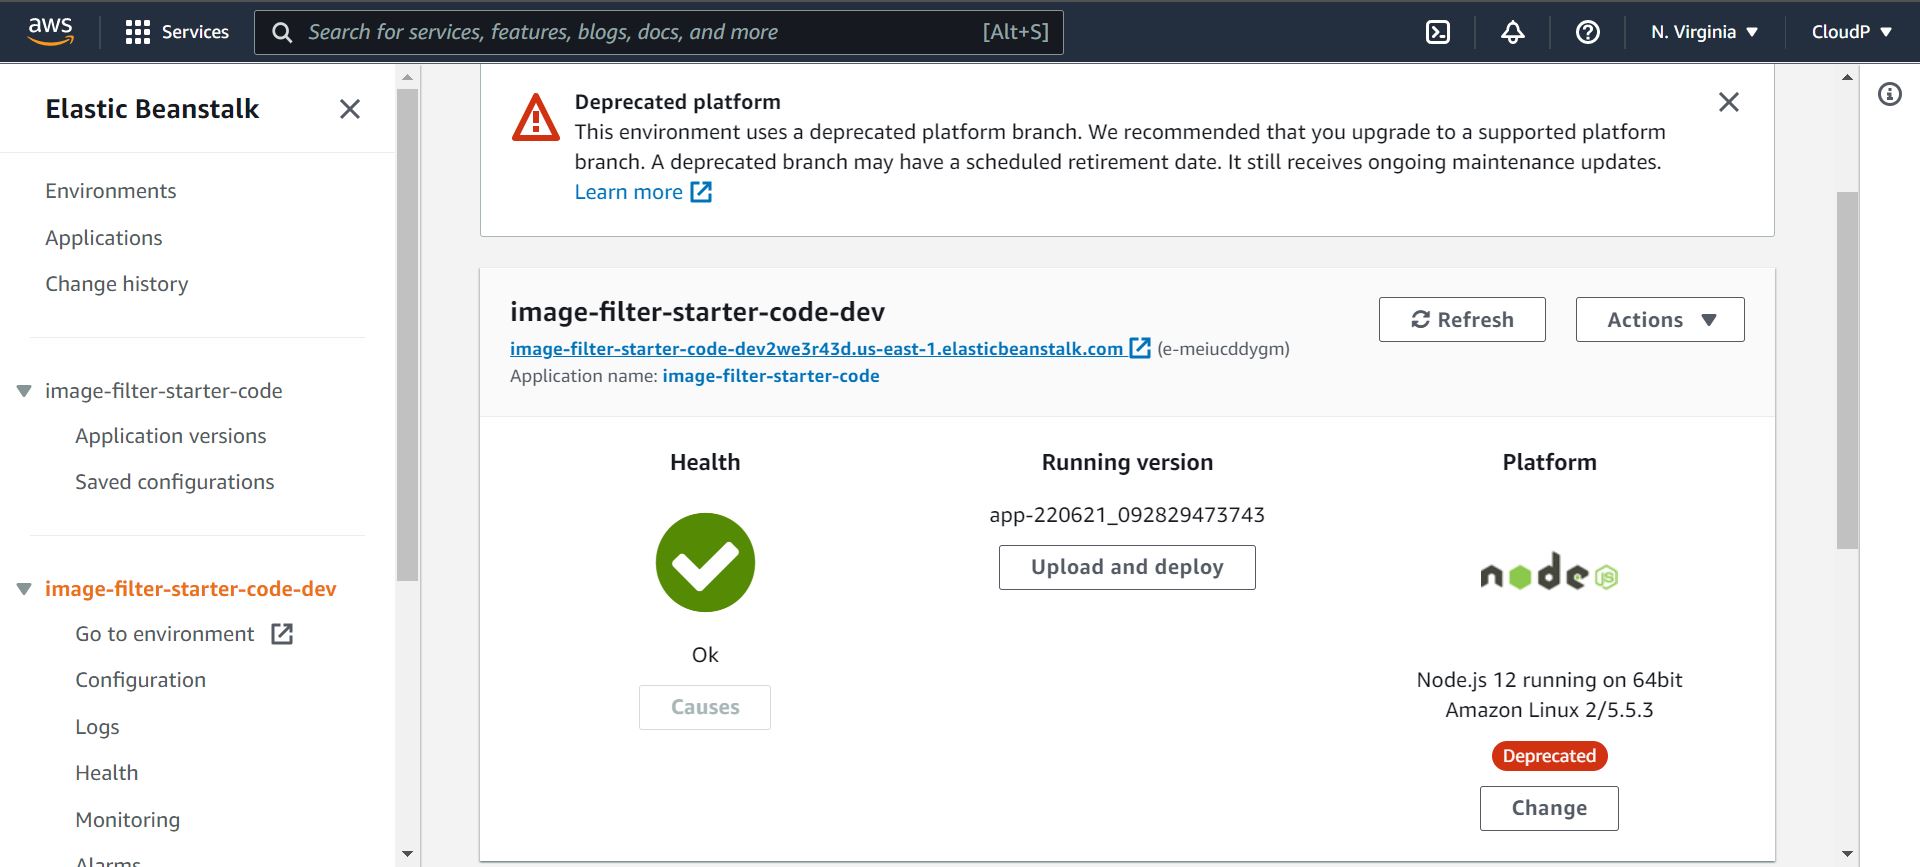 aws
Services
Search for services, features, blogs, docs, and more
[Alt+S]
N. Virginia
CloudP
Elastic Beanstalk
Environments
Applications
Change history
image-filter-starter-code
Application versions
Saved configurations
image-filter-starter-code-dev
Go to environment
Configuration
Logs
Health
Monitoring
Alarms
Deprecated platform
This environment uses a deprecated platform branch. We recommended that you upgrade to a supported platform
branch. A deprecated branch may have a scheduled retirement date. It still receives ongoing maintenance updates.
Learn more
image-filter-starter-code-dev
image-filter-starter-code-dev2we3r43d.us-east-1.elasticbeanstalk.com (e-meiucddygm)
Application name: image-filter-starter-code
Refresh
Actions
Health
Ok
Causes
Running version
app-220621_092829473743
Upload and deploy
Platform
node JS
Node.js 12 running on 64bit
Amazon Linux 2/5.5.3
Deprecated
Change